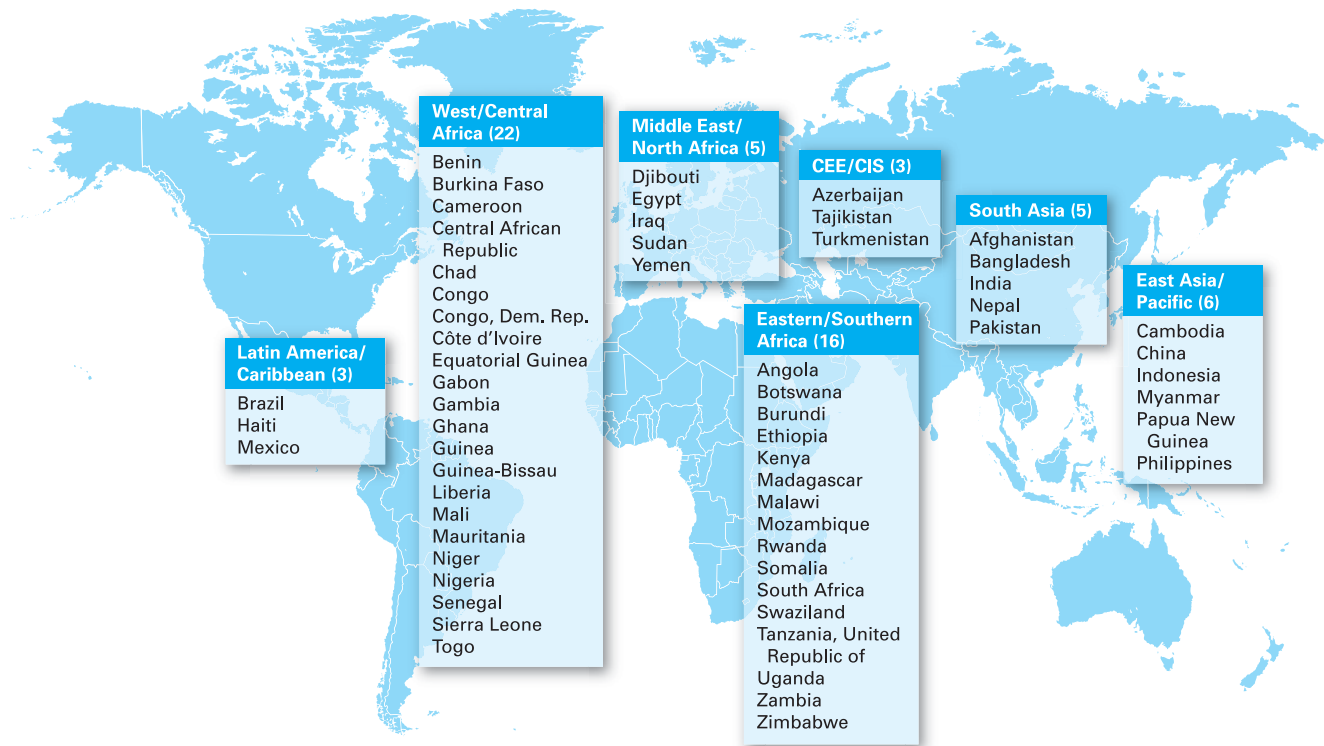 West/Central
Africa (22)
Benin
Burkina Faso
Cameroon
Central African
Republic
Chad
Congo
Congo, Dem. Rep.
Côte d’Ivoire
Equatorial Guinea
Gabon
Gambia
Ghana
Guinea
Guinea-Bissau
Liberia
Mali
Mauritania
Niger
Nigeria
Senegal
Sierra Leone
Togo
Middle East/
North Africa (5)
Djibouti
Egypt
Iraq
Sudan
Yemen
CEE/CIS (3)
Azerbaijan
Tajikistan
Turkmenistan
South Asia (5)
Afghanistan
Bangladesh
India
Nepal
Pakistan
East Asia/
Pacific (6)
Cambodia
China
Indonesia
Myanmar
Papua New
Guinea
Philippines
Latin America/
Caribbean (3)
Brazil
Haiti
Mexico
Eastern/Southern
Africa (16)
Angola
Botswana
Burundi
Ethiopia
Kenya
Madagascar
Malawi
Mozambique
Rwanda
Somalia
South Africa
Swaziland
Tanzania, United
Republic of
Uganda
Zambia
Zimbabwe